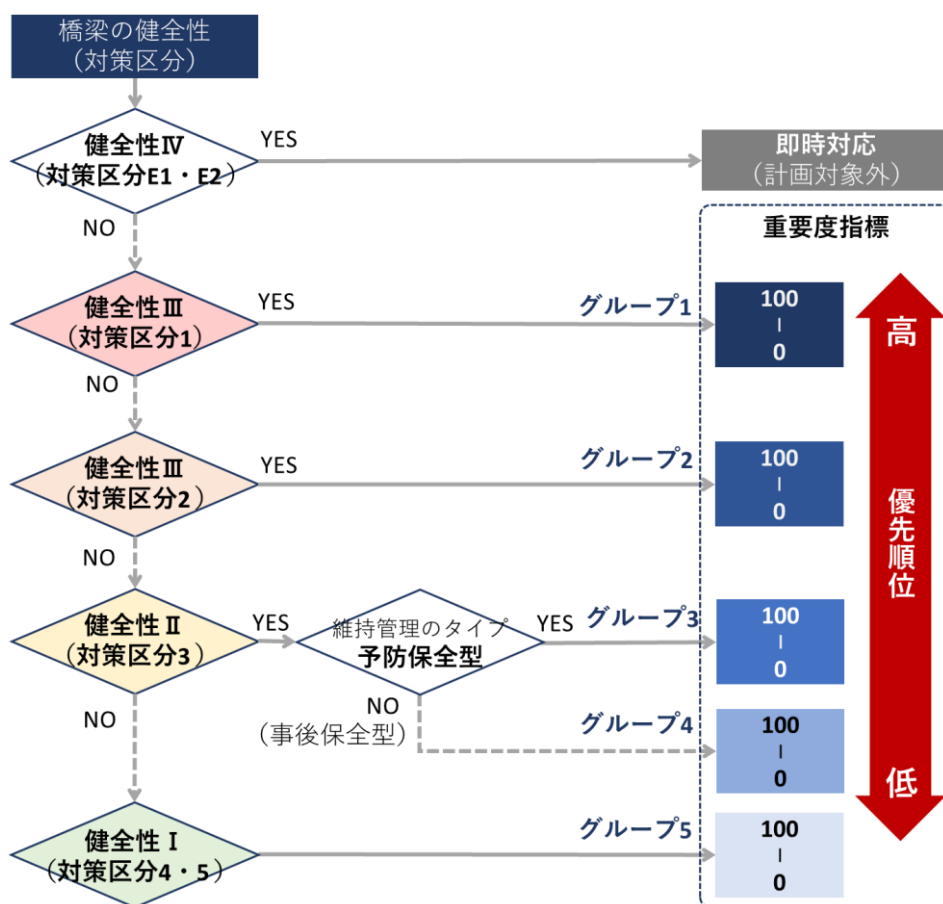 橋梁の健全性
（対策区分）
健全性Ⅳ
（対策区分E1・E2）
YES
即時対応
（計画対象外）
NO
重要度指標
健全性Ⅲ
（対策区分1）
YES
グループ1
100
－
0
高
NO
健全性Ⅲ
（対策区分2）
YES
グループ2
100
－
0
優先順位
NO
健全性Ⅱ
（対策区分3）
YES
維持管理のタイプ
予防保全型
YES
グループ3
100
－
0
NO
NO
（事後保全型）
グループ4
100
－
0
低
健全性Ⅰ
（対策区分4・5）
グループ5
100
－
0